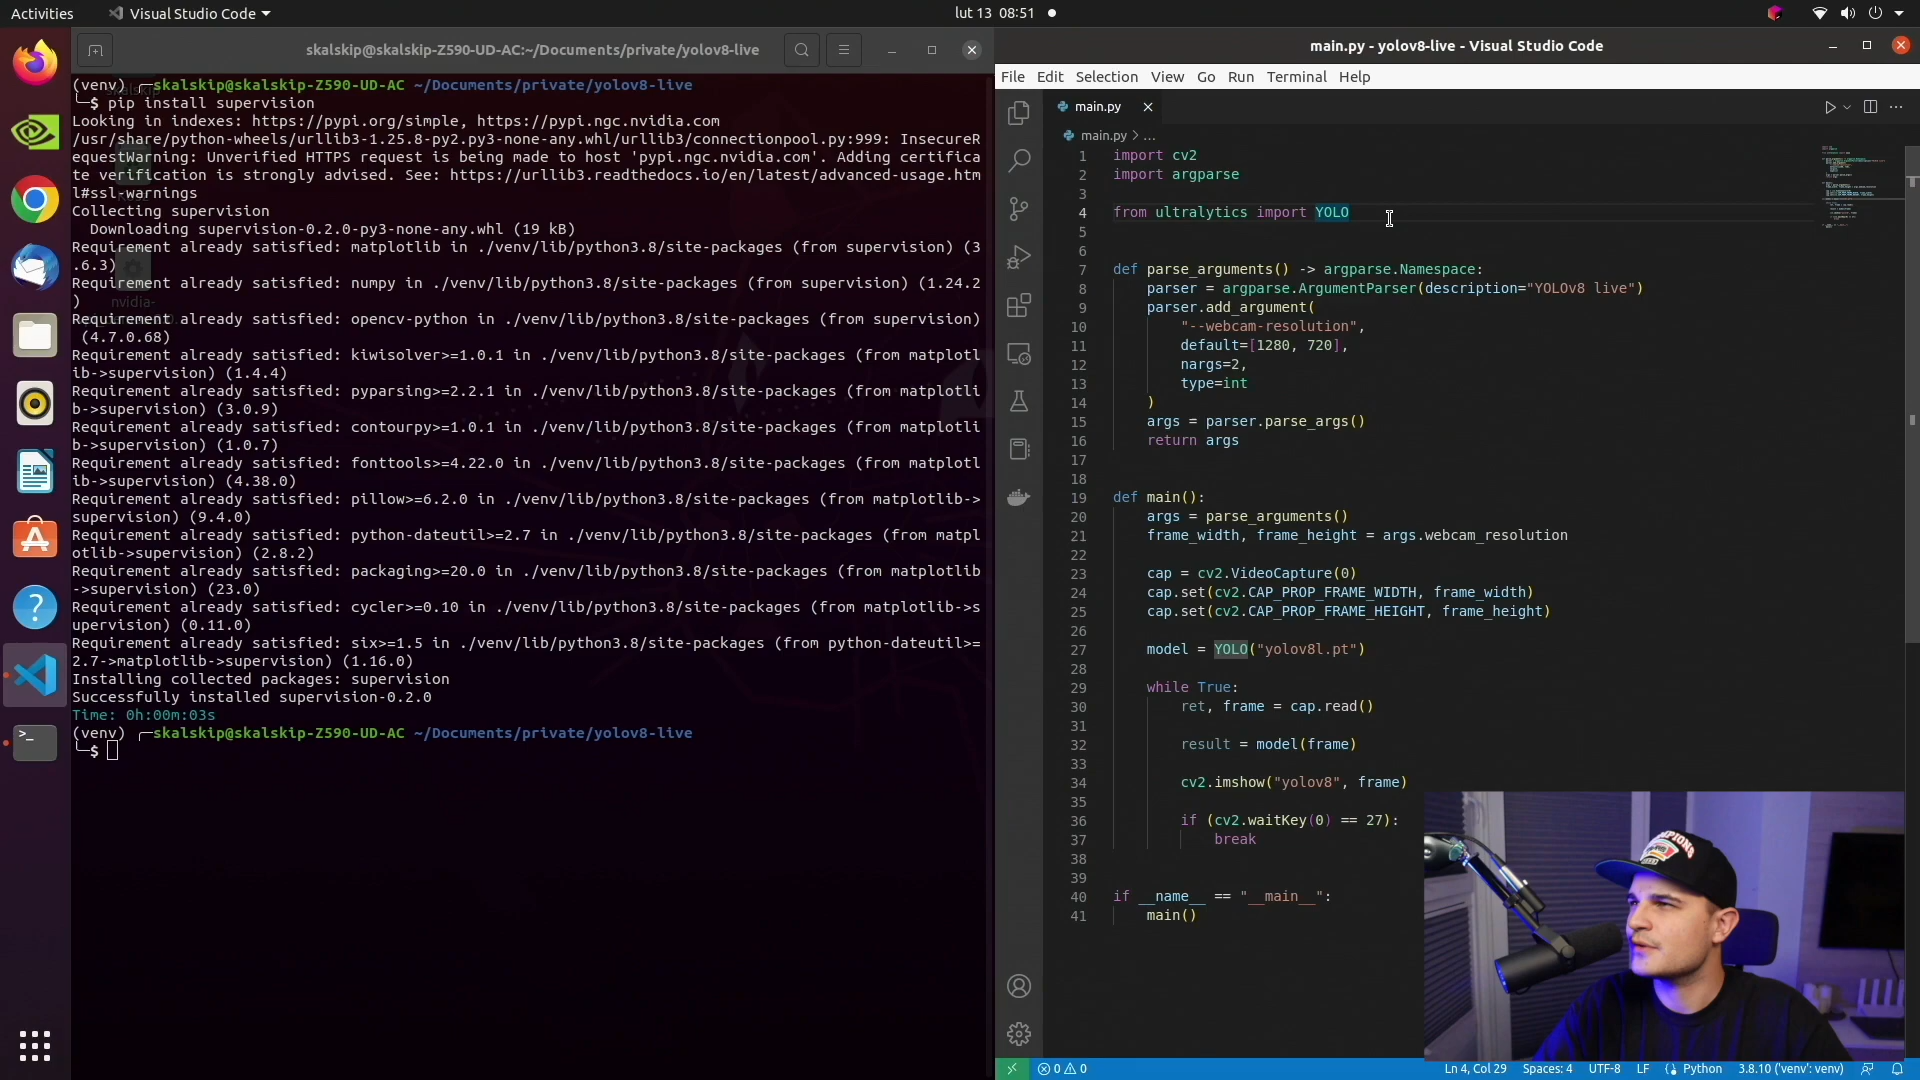 Activities
Visual Studio Code
lut 13 08:51
skalskip@skalskip-Z590-UD-AC:~/Documents/private/yolov8-live
(venv) ╭─skalskip@skalskip-Z590-UD-AC ~/Documents/private/yolov8-live
╰─$ pip install supervision
Looking in indexes: https://pypi.org/simple, https://pypi.ngc.nvidia.com
/usr/share/python-wheels/urllib3-1.25.8-py2.py3-none-any.whl/urllib3/connectionpool.py:999: InsecureR
equestWarning: Unverified HTTPS request is being made to host 'pypi.ngc.nvidia.com'. Adding certifica
te verification is strongly advised. See: https://urllib3.readthedocs.io/en/latest/advanced-usage.htm
l#ssl-warnings
Collecting supervision
  Downloading supervision-0.2.0-py3-none-any.whl (19 kB)
Requirement already satisfied: matplotlib in ./venv/lib/python3.8/site-packages (from supervision) (3
.6.3)
Requirement already satisfied: numpy in ./venv/lib/python3.8/site-packages (from supervision) (1.24.2
)
Requirement already satisfied: opencv-python in ./venv/lib/python3.8/site-packages (from supervision)
 (4.7.0.68)
Requirement already satisfied: kiwisolver>=1.0.1 in ./venv/lib/python3.8/site-packages (from matplotl
ib->supervision) (1.4.4)
Requirement already satisfied: pyparsing>=2.2.1 in ./venv/lib/python3.8/site-packages (from matplotli
b->supervision) (3.0.9)
Requirement already satisfied: contourpy>=1.0.1 in ./venv/lib/python3.8/site-packages (from matplotli
b->supervision) (1.0.7)
Requirement already satisfied: fonttools>=4.22.0 in ./venv/lib/python3.8/site-packages (from matplotl
ib->supervision) (4.38.0)
Requirement already satisfied: pillow>=6.2.0 in ./venv/lib/python3.8/site-packages (from matplotlib->
supervision) (9.4.0)
Requirement already satisfied: python-dateutil>=2.7 in ./venv/lib/python3.8/site-packages (from matpl
otlib->supervision) (2.8.2)
Requirement already satisfied: packaging>=20.0 in ./venv/lib/python3.8/site-packages (from matplotlib
->supervision) (23.0)
Requirement already satisfied: cycler>=0.10 in ./venv/lib/python3.8/site-packages (from matplotlib->s
upervision) (0.11.0)
Requirement already satisfied: six>=1.5 in ./venv/lib/python3.8/site-packages (from python-dateutil>=
2.7->matplotlib->supervision) (1.16.0)
Installing collected packages: supervision
Successfully installed supervision-0.2.0
Time: 0h:00m:03s
(venv) ╭─skalskip@skalskip-Z590-UD-AC ~/Documents/private/yolov8-live
╰─$
main.py - yolov8-live - Visual Studio Code
File Edit Selection View Go Run Terminal Help
main.py
main.py > ...
1 import cv2
2 import argparse
3
4 from ultralytics import YOLO
5
6
7 def parse_arguments() -> argparse.Namespace:
8     parser = argparse.ArgumentParser(description="YOLOv8 live")
9     parser.add_argument(
10         "--webcam-resolution",
11         default=[1280, 720],
12         nargs=2,
13         type=int
14     )
15     args = parser.parse_args()
16     return args
17
18
19 def main():
20     args = parse_arguments()
21     frame_width, frame_height = args.webcam_resolution
22
23     cap = cv2.VideoCapture(0)
24     cap.set(cv2.CAP_PROP_FRAME_WIDTH, frame_width)
25     cap.set(cv2.CAP_PROP_FRAME_HEIGHT, frame_height)
26
27     model = YOLO("yolov8l.pt")
28
29     while True:
30         ret, frame = cap.read()
31
32         result = model(frame)
33
34         cv2.imshow("yolov8", frame)
35
36         if (cv2.waitKey(0) == 27):
37             break
38
39
40 if __name__ == "__main__":
41     main()
0 0
Ln 4, Col 29 Spaces: 4 UTF-8 LF Python 3.8.10 ('venv': venv)